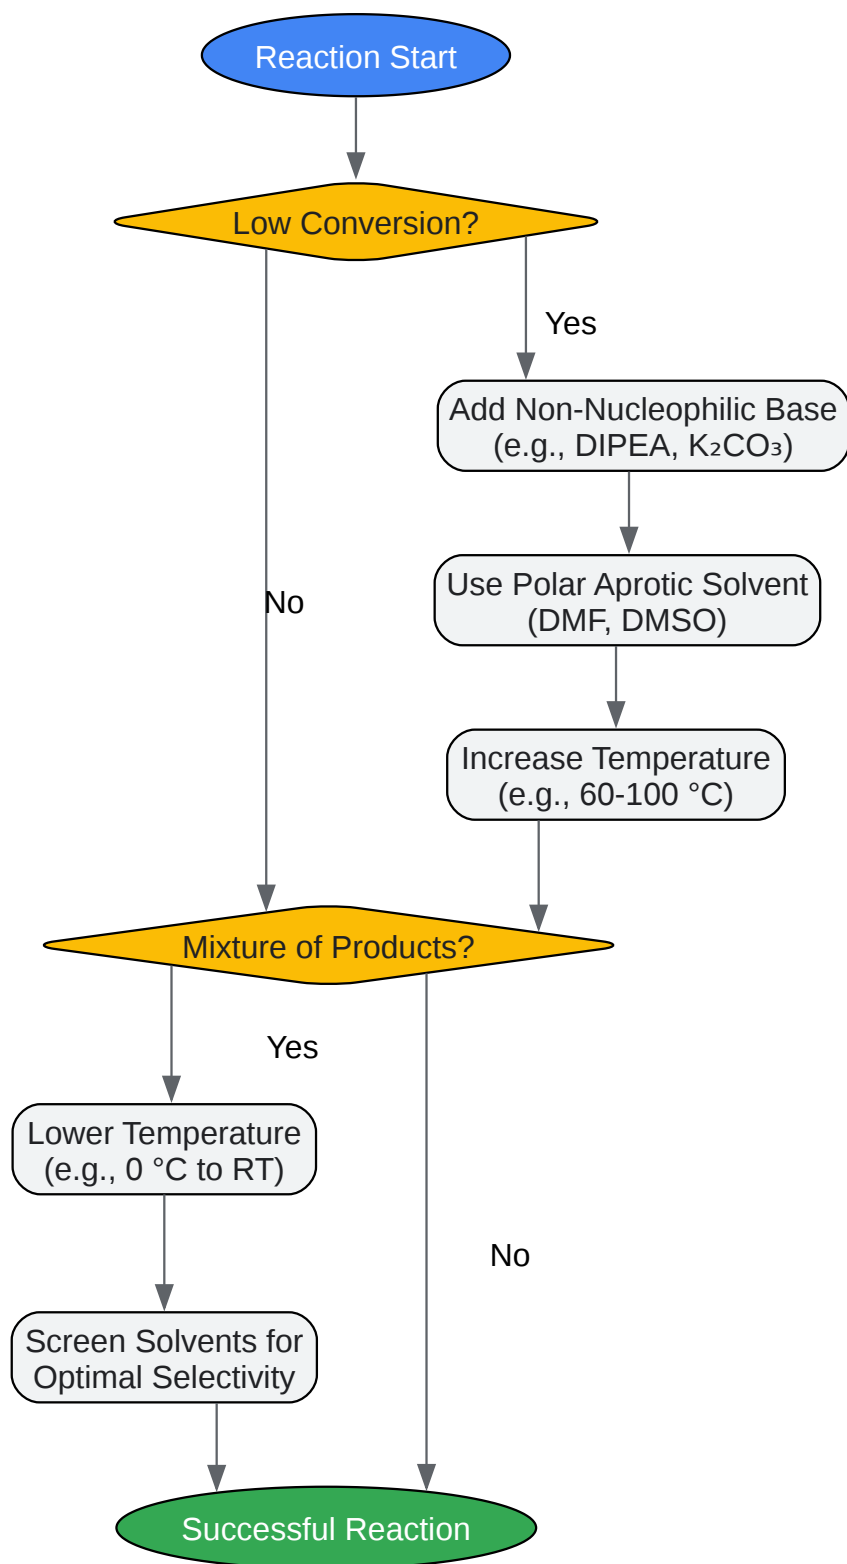 Reaction Start
Low Conversion?
Yes
Add Non-Nucleophilic Base
(e.g., DIPEA, K₂CO₃)
Use Polar Aprotic Solvent
(DMF, DMSO)
No
Increase Temperature
(e.g., 60-100 °C)
Mixture of Products?
Yes
Lower Temperature
(e.g., 0 °C to RT)
No
Screen Solvents for
Optimal Selectivity
Successful Reaction